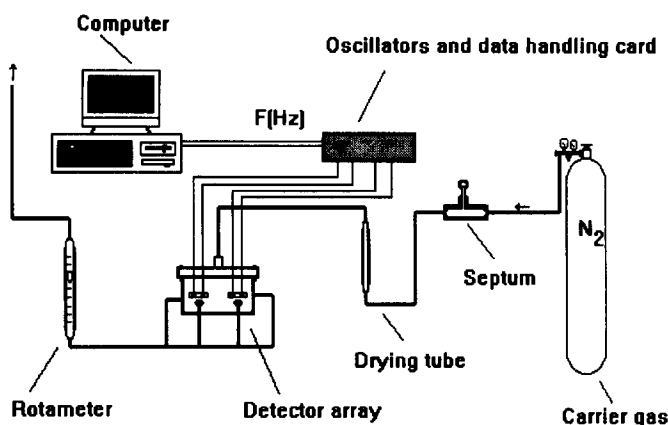 Computer
Oscillators and data handling card
F(Hz)
N2
Septum
Drying tube
Rotameter
Detector array
Carrier gas